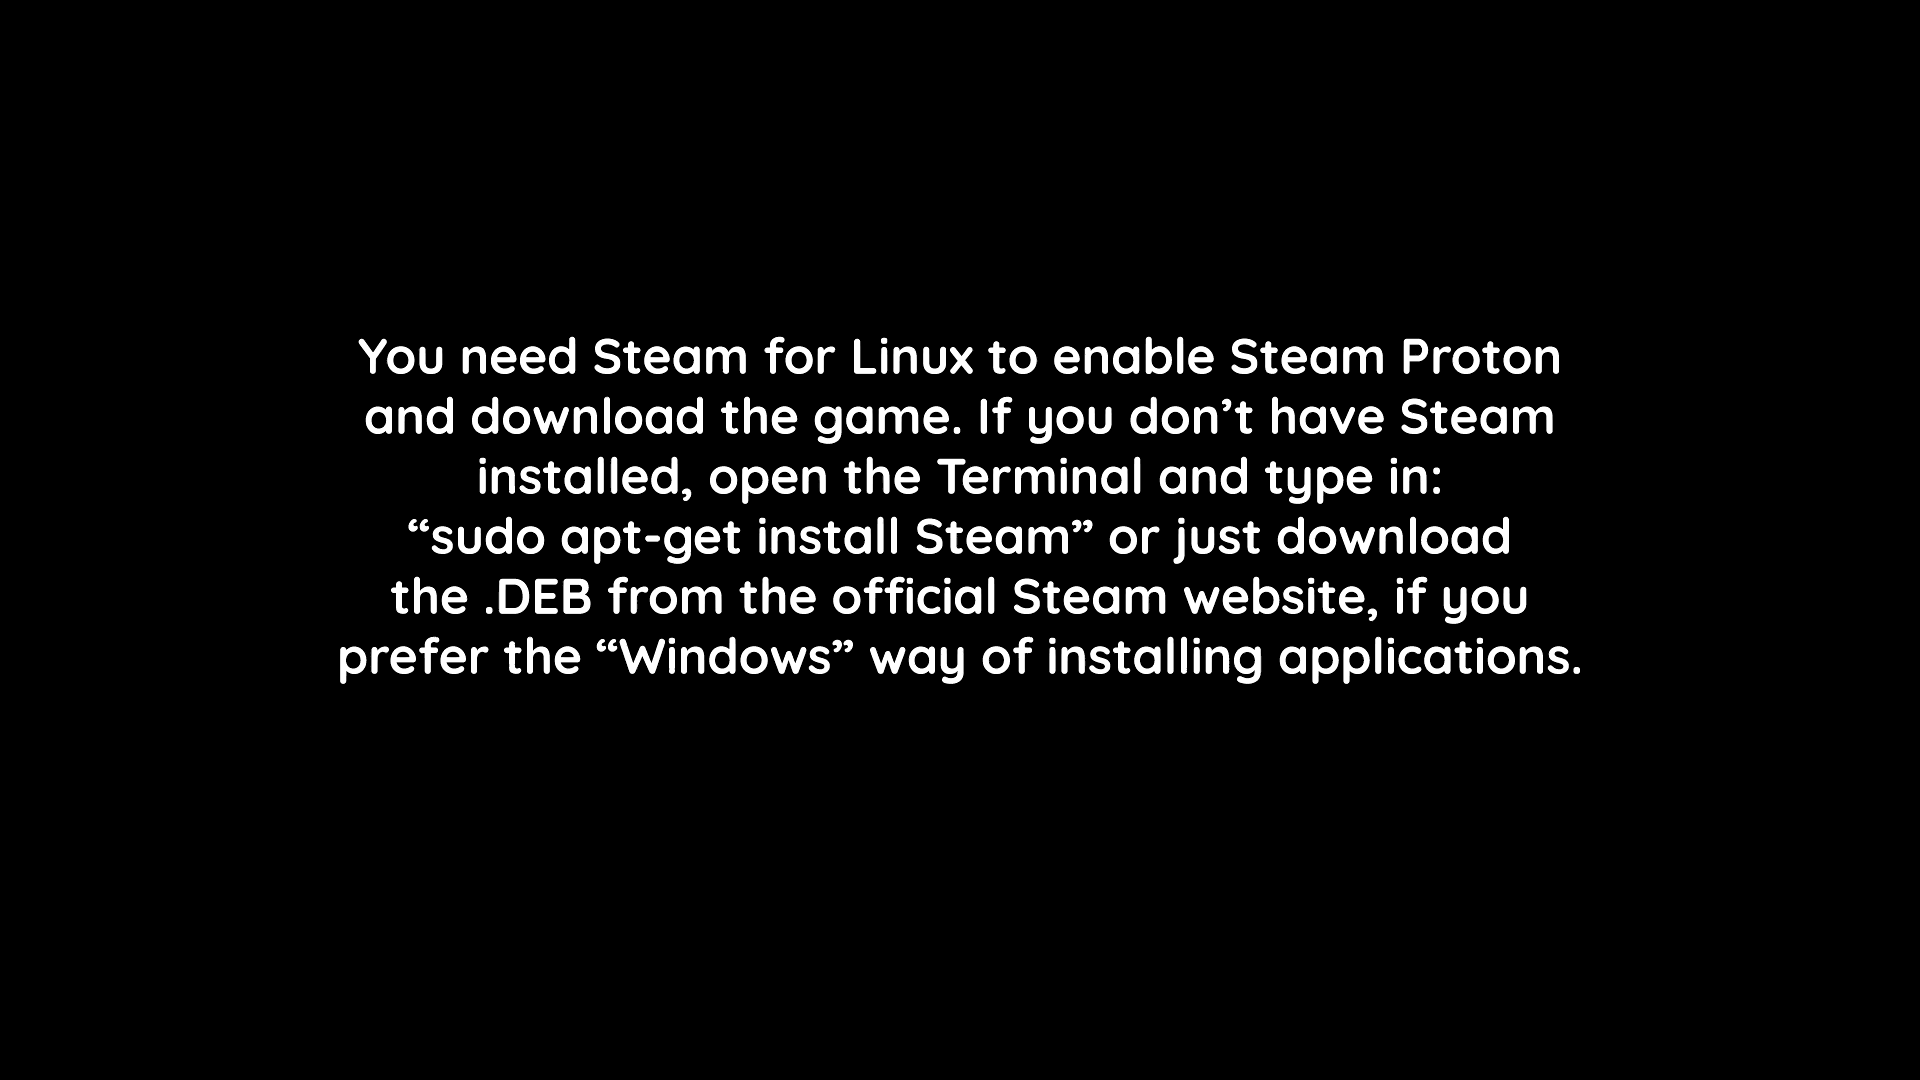 You need Steam for Linux to enable Steam Proton
and download the game. If you don’t have Steam
installed, open the Terminal and type in:
“sudo apt-get install Steam” or just download
the .DEB from the official Steam website, if you
prefer the “Windows” way of installing applications.